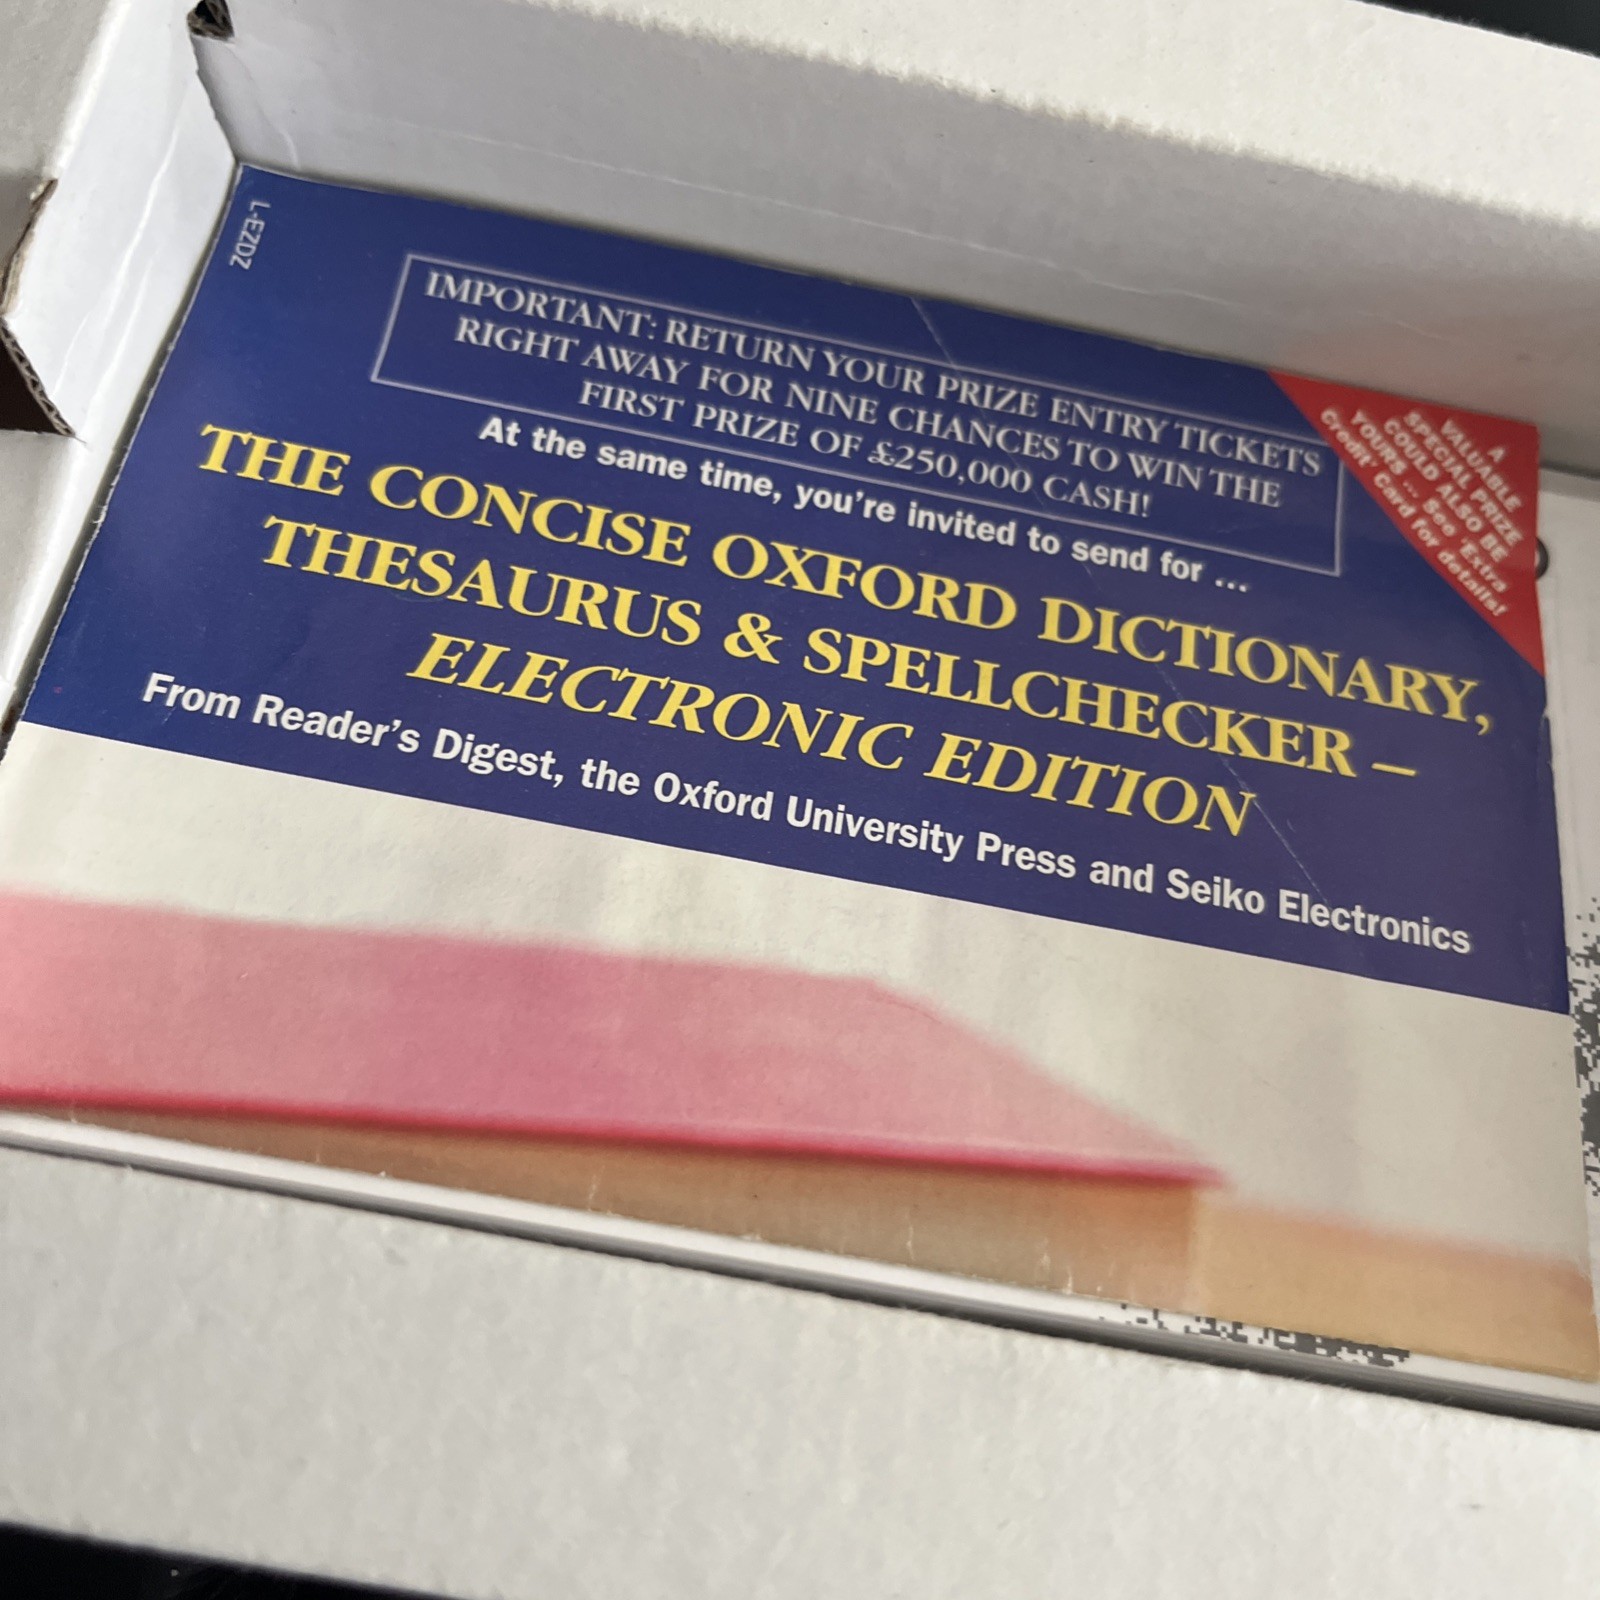 L-EZDZ
IMPORTANT: RETURN YOUR PRIZE ENTRY TICKETS
RIGHT AWAY FOR NINE CHANCES TO WIN THE
FIRST PRIZE OF £250,000 CASH!
A
VALUABLE
SPECIAL PRIZE
COULD ALSO BE
YOURS ... See 'Extra
Credit' Card for details!
At the same time, you're invited to send for ...
THE CONCISE OXFORD DICTIONARY,
THESAURUS & SPELLCHECKER –
ELECTRONIC EDITION
From Reader's Digest, the Oxford University Press and Seiko Electronics